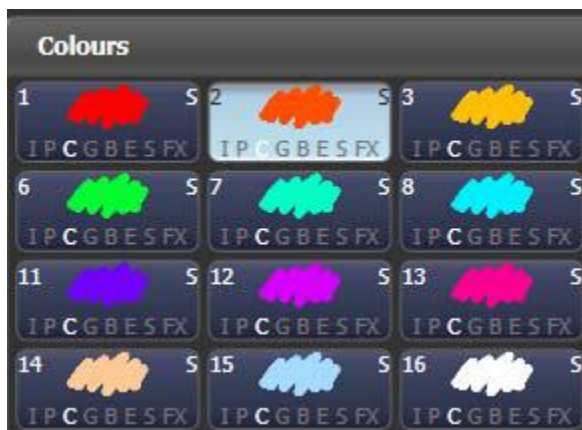 Colours
1 S 2 S 3 S
I P C G B E S FX I P C G B E S FX I P C G B E S FX
6 S 7 S 8 S
I P C G B E S FX I P C G B E S FX I P C G B E S FX
11 S 12 S 13 S
I P C G B E S FX I P C G B E S FX I P C G B E S FX
14 S 15 S 16 S
I P C G B E S FX I P C G B E S FX I P C G B E S FX